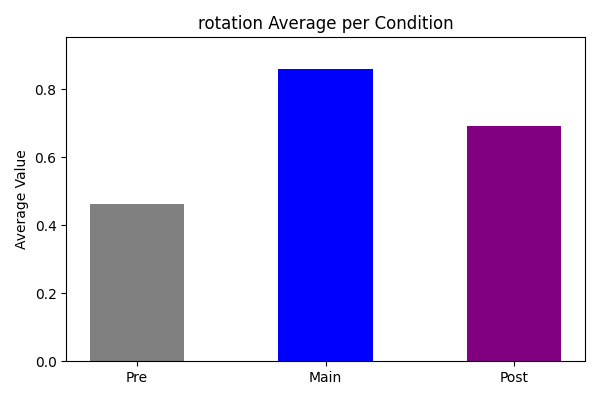 rotation Average per Condition
Average Value
0.8
0.6
0.4
0.2
0.0
Pre
Main
Post